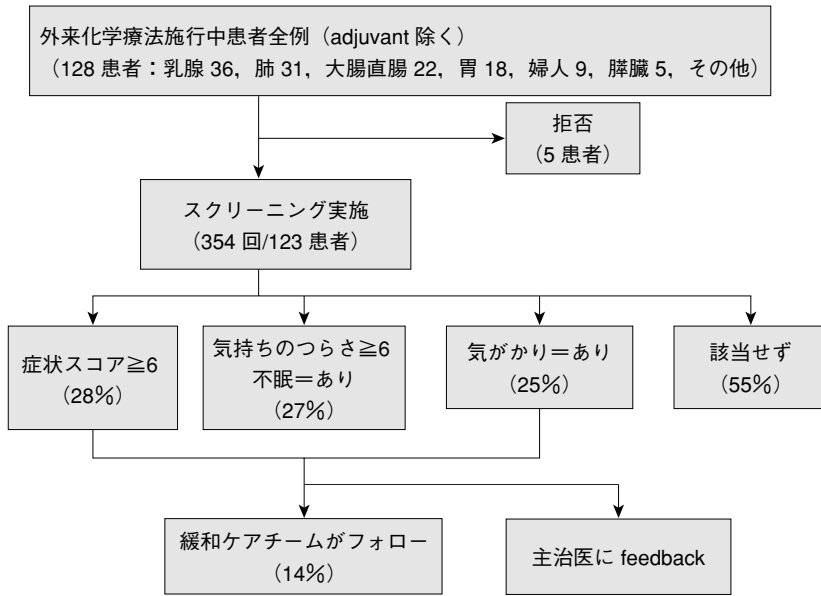 外来化学療法施行中患者全例（adjuvant 除く）
（128 患者：乳腺 36，肺 31，大腸直腸 22，胃 18，婦人 9，膵臓 5，その他）
拒否
（5 患者）
スクリーニング実施
（354 回/123 患者）
症状スコア≧6
（28％）
気持ちのつらさ≧6
不眠＝あり
（27％）
気がかり＝あり
（25％）
該当せず
（55％）
緩和ケアチームがフォロー
（14％）
主治医に feedback